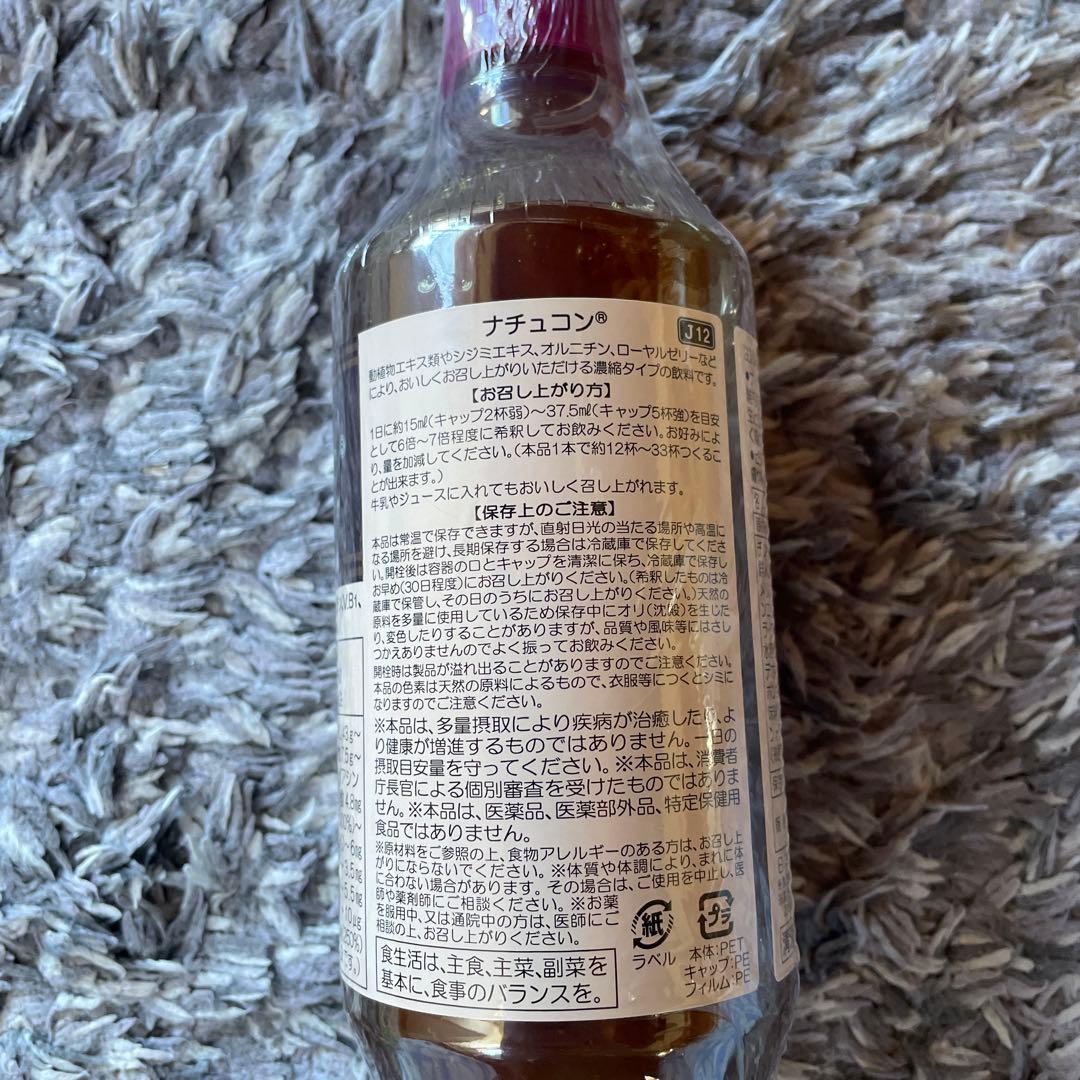 ナチュコン®
J12
動植物エキス類やシジミエキス、オルニチン、ローヤルゼリーなど
により、おいしくお召し上がりいただける濃縮タイプの飲料です。
【お召し上がり方】
1日に約15㎖(キャップ2杯弱)〜37.5㎖(キャップ5杯強)を目安
として6倍〜7倍程度に希釈してお飲みください。お好みによ
り、量を加減してください。(本品1本で約12杯〜33杯つくるこ
とが出来ます。)
牛乳やジュースに入れてもおいしく召し上がれます。
【保存上のご注意】
本品は常温で保存できますが、直射日光の当たる場所や高温に
なる場所を避け、長期保存する場合は冷蔵庫で保存してくださ
い。開栓後は容器の口とキャップを清潔に保ち、冷蔵庫で保存し
お早め(30日程度)にお召し上がりください。(希釈したものは冷
蔵庫で保管し、その日のうちにお召し上がりください。)天然の
原料を多量に使用しているため保存中にオリ(沈殿)を生じた
り、変色したりすることがありますが、品質や風味等にはさし
つかえありませんのでよく振ってお飲みください。
開栓時は製品が溢れ出ることがありますのでご注意ください。
本品の色素は天然の原料によるもので、衣服等につくとシミに
なりますのでご注意ください。
※本品は、多量摂取により疾病が治癒したり、よ
り健康が増進するものではありません。一日の
摂取目安量を守ってください。※本品は、消費者
庁長官による個別審査を受けたものではありま
せん。※本品は、医薬品、医薬部外品、特定保健用
食品ではありません。
※原材料をご参照の上、食物アレルギーのある方は、お召し上
がりにならないでください。※体質や体調により、まれに体
に合わない場合があります。その場合は、ご使用を中止し、医
師や薬剤師にご相談ください。※お薬
を服用中、又は通院中の方は、医師にご
相談の上、お召し上がりください。
食生活は、主食、主菜、副菜を
基本に、食事のバランスを。
紙
ラベル
プラ
本体:PET
キャップ:PE
フィルム:PE
V.B1、
5g〜
4.8mg
6mg
3.5mg
5.5mg
10μg